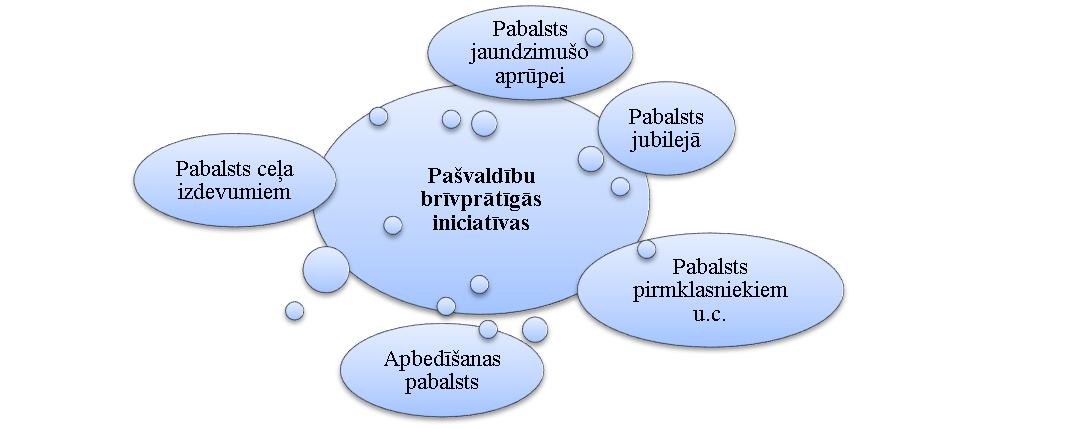 Pabalsts
jaundzimušo
aprūpei
Pabalsts
jubilejā
Pabalsts ceļa
izdevumiem
Pašvaldību
brīvprātīgās
iniciatīvas
Pabalsts
pirmklasniekiem
u.c.
Apbedīšanas
pabalsts